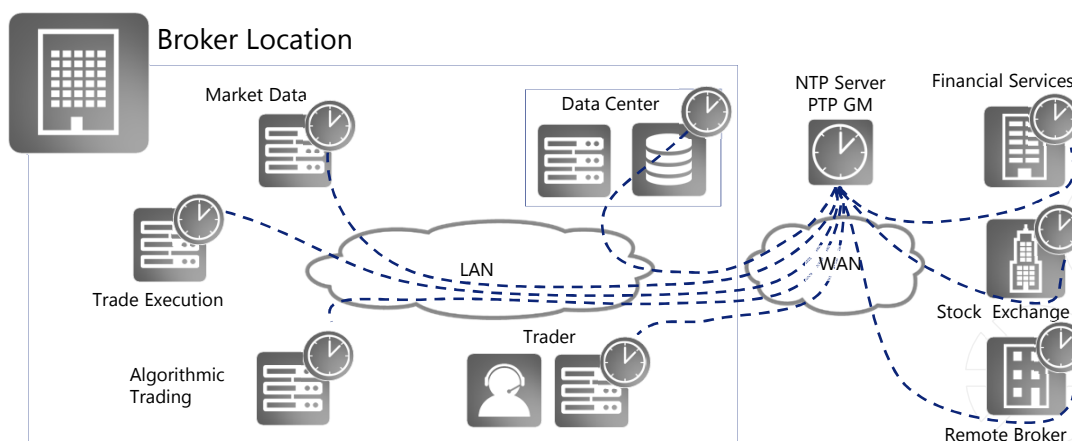 Broker Location
Market Data
Data Center
NTP Server
PTP GM
Financial Services
Trade Execution
LAN
WAN
Stock Exchange
Trader
Algorithmic
Trading
Remote Broker